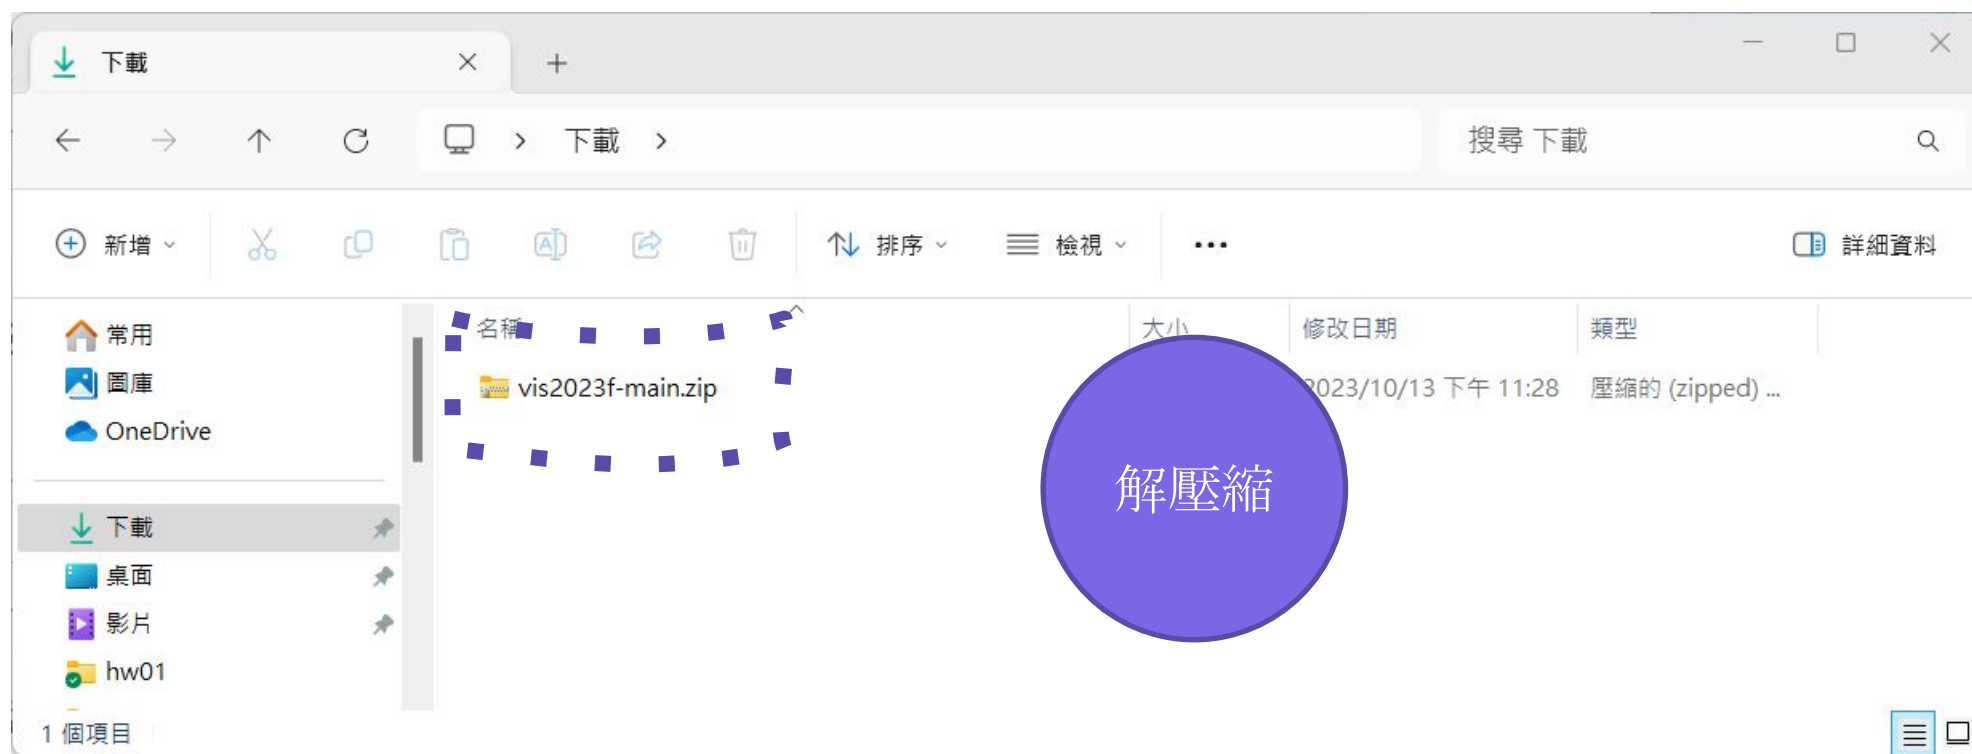 下載
下載
搜尋 下載
新增
排序
檢視
詳細資料
名稱
大小
修改日期
類型
常用
圖庫
OneDrive
vis2023f-main.zip
2023/10/13 下午 11:28
壓縮的 (zipped) ...
解壓縮
下載
桌面
影片
hw01
1 個項目